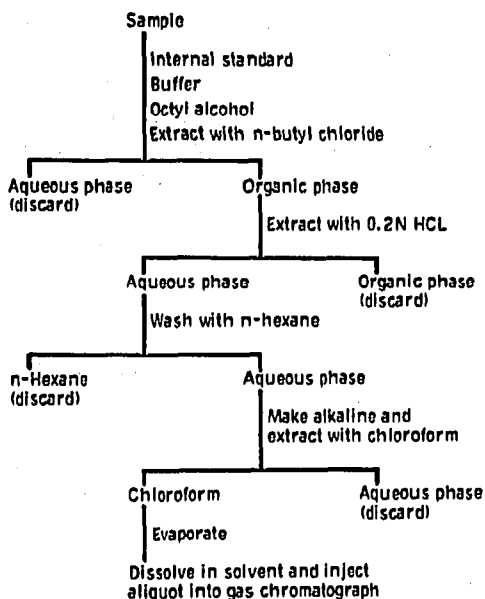 Sample
Internal standard
Buffer
Octyl alcohol
Extract with n-butyl chloride
Aqueous phase
(discard)
Organic phase
Extract with 0.2N HCL
Aqueous phase
Organic phase
(discard)
Wash with n-hexane
n-Hexane
(discard)
Aqueous phase
Make alkaline and
extract with chloroform
Chloroform
Aqueous phase
(discard)
Evaporate
Dissolve in solvent and inject
aliquot into gas chromatograph